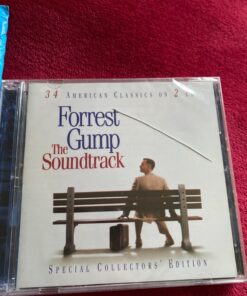 34 AMERICAN CLASSICS ON 2
Forrest
Gump
The
Soundtrack
SPECIAL COLLECTORS' EDITION